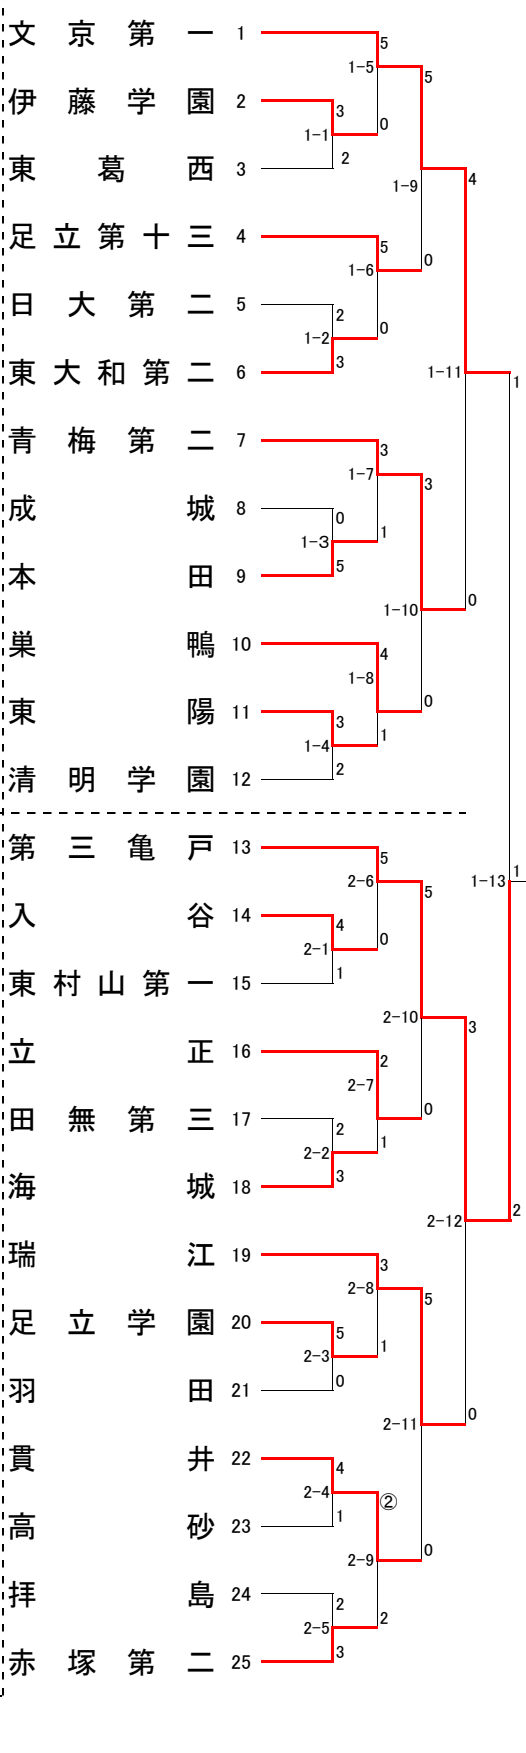 文京第一 1
5
1-5
5
伊藤学園 2
3
0
1-1
2
東葛西 3
4
1-9
足立第十三 4
5
0
1-6
日大第二 5
2
0
1-2
3
東大和第二 6
1-11
1
青梅第二 7
3
1-7
3
成城 8
0
1
1-3
5
本田 9
0
1-10
巣鴨 10
4
1-8
0
東陽 11
3
1
1-4
2
清明学園 12
第三亀戸 13
5
1
2-6
1-13
5
入谷 14
4
0
2-1
1
東村山第一 15
2-10
3
立正 16
2
2-7
0
田無第三 17
2
1
2-2
3
海城 18
2
2-12
瑞江 19
3
2-8
5
足立学園 20
5
1
2-3
0
羽田 21
0
2-11
貫井 22
4
2-4
②
1
高砂 23
0
2-9
拝島 24
2
2
2-5
3
赤塚第二 25